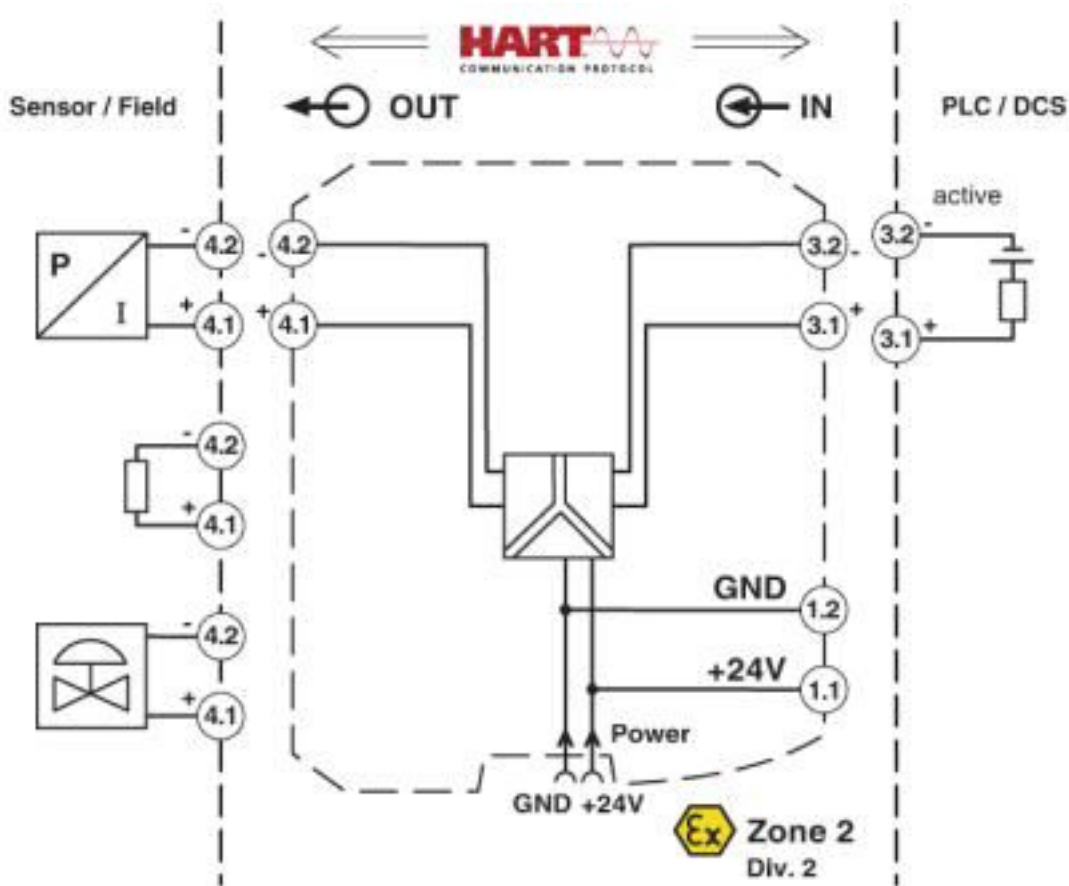 HART
COMMUNICATION PROTOCOL
Sensor / Field
OUT
IN
PLC / DCS
active
P
I
-
4.2
+
4.1
4.2
-
+
4.1
3.2
-
3.1
+
3.2
-
3.1
+
-
4.2
+
4.1
-
4.2
+
4.1
GND
1.2
+24V
1.1
Power
GND +24V
Ex
Zone 2
Div. 2